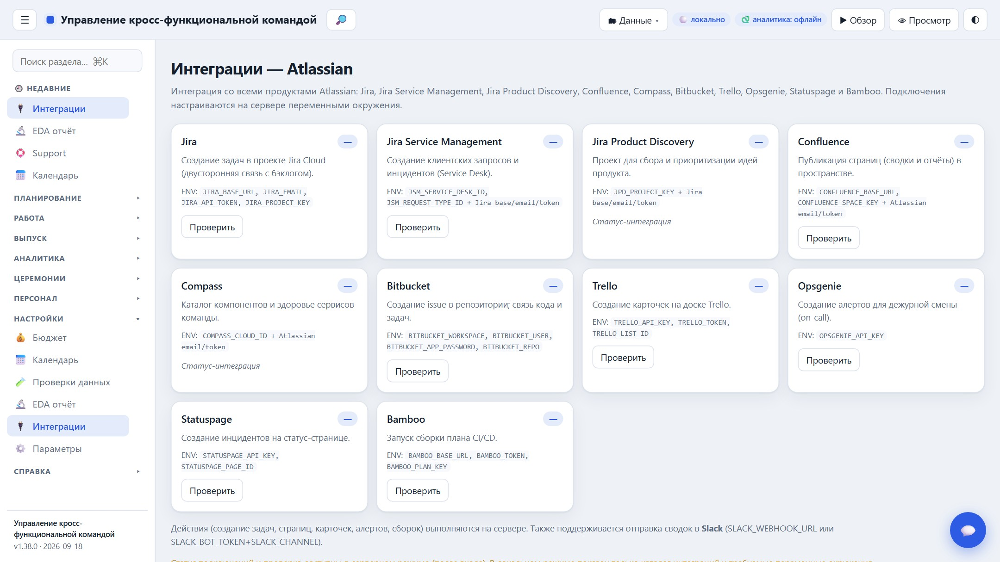 ☰ Управление кросс-функциональной командой
Данные ▾
локально
аналитика: офлайн
▶ Обзор
Просмотр
Поиск раздела... ⌘K
НЕДАВНИЕ
Интеграции
EDA отчёт
Support
Календарь
ПЛАНИРОВАНИЕ
РАБОТА
ВЫПУСК
АНАЛИТИКА
ЦЕРЕМОНИИ
ПЕРСОНАЛ
НАСТРОЙКИ
Бюджет
Календарь
Проверки данных
EDA отчёт
Интеграции
Параметры
СПРАВКА
Управление кросс-
функциональной командой
v1.38.0 · 2026-09-18
Интеграции — Atlassian
Интеграция со всеми продуктами Atlassian: Jira, Jira Service Management, Jira Product Discovery, Confluence, Compass, Bitbucket, Trello, Opsgenie, Statuspage и Bamboo. Подключения
настраиваются на сервере переменными окружения.
Jira —
Создание задач в проекте Jira Cloud
(двусторонняя связь с бэклогом).
ENV: JIRA_BASE_URL, JIRA_EMAIL,
JIRA_API_TOKEN, JIRA_PROJECT_KEY
Проверить
Jira Service Management —
Создание клиентских запросов и
инцидентов (Service Desk).
ENV: JSM_SERVICE_DESK_ID,
JSM_REQUEST_TYPE_ID + Jira base/email/token
Проверить
Jira Product Discovery —
Проект для сбора и приоритизации идей
продукта.
ENV: JPD_PROJECT_KEY + Jira
base/email/token
Статус-интеграция
Confluence —
Публикация страниц (сводки и отчёты) в
пространстве.
ENV: CONFLUENCE_BASE_URL,
CONFLUENCE_SPACE_KEY + Atlassian
email/token
Проверить
Compass —
Каталог компонентов и здоровье сервисов
команды.
ENV: COMPASS_CLOUD_ID + Atlassian
email/token
Статус-интеграция
Bitbucket —
Создание issue в репозитории; связь кода и
задач.
ENV: BITBUCKET_WORKSPACE, BITBUCKET_USER,
BITBUCKET_APP_PASSWORD, BITBUCKET_REPO
Проверить
Trello —
Создание карточек на доске Trello.
ENV: TRELLO_API_KEY, TRELLO_TOKEN,
TRELLO_LIST_ID
Проверить
Opsgenie —
Создание алертов для дежурной смены
(on-call).
ENV: OPSGENIE_API_KEY
Проверить
Statuspage —
Создание инцидентов на статус-странице.
ENV: STATUSPAGE_API_KEY,
STATUSPAGE_PAGE_ID
Проверить
Bamboo —
Запуск сборки плана CI/CD.
ENV: BAMBOO_BASE_URL, BAMBOO_TOKEN,
BAMBOO_PLAN_KEY
Проверить
Действия (создание задач, страниц, карточек, алертов, сборок) выполняются на сервере. Также поддерживается отправка сводок в Slack (SLACK_WEBHOOK_URL или
SLACK_BOT_TOKEN+SLACK_CHANNEL).